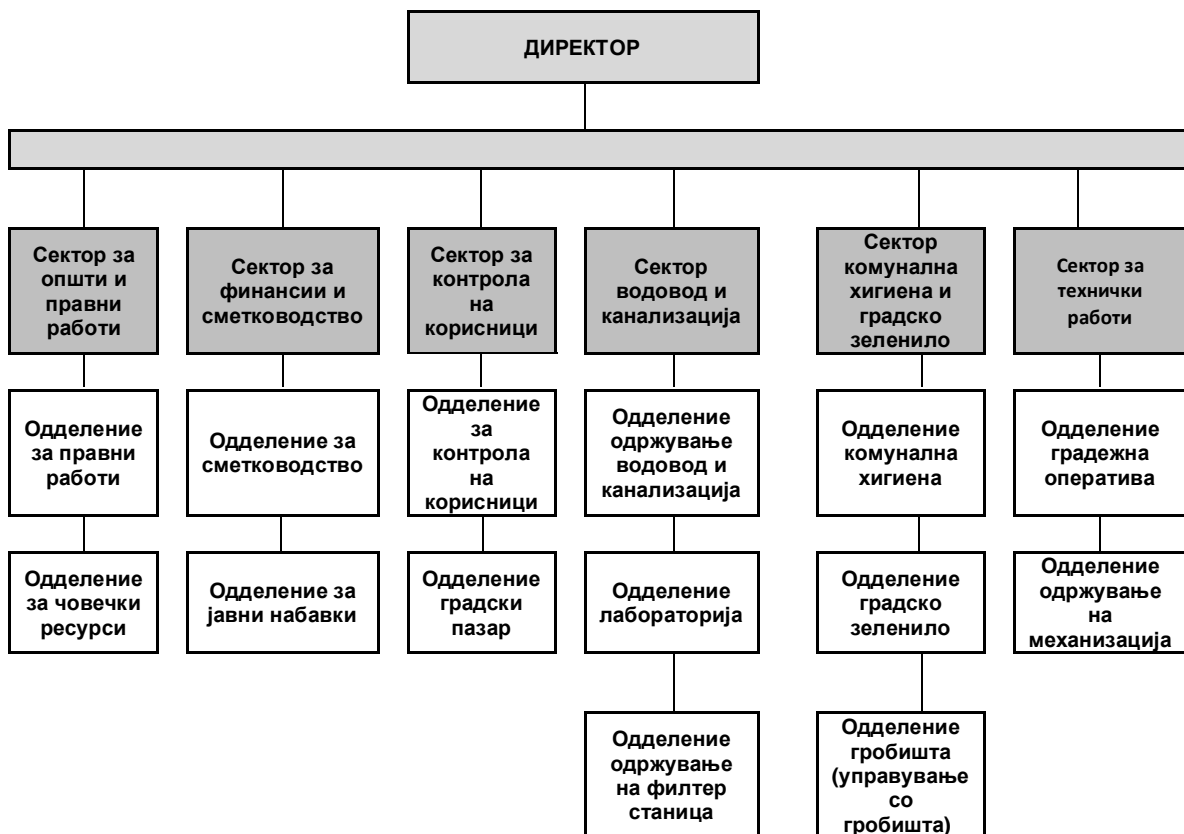 ДИРЕКТОР
Сектор за
општи и
правни
работи
Сектор за
финансии и
сметководство
Сектор за
контрола
на
корисници
Сектор
водовод и
канализација
Сектор
комунална
хигиена и
градско
зеленило
Сектор за
технички
работи
Одделение
за правни
работи
Одделение за
сметководство
Одделение
за
контрола
на
корисници
Одделение
одржување
водовод и
канализација
Одделение
комунална
хигиена
Одделение
градежна
оператива
Одделение
за човечки
ресурси
Одделение за
јавни набавки
Одделение
градски
пазар
Одделение
лабораторија
Одделение
градско
зеленило
Одделение
одржување
на
механизација
Одделение
одржување
на филтер
станица
Одделение
гробишта
(управување
со
гробишта)